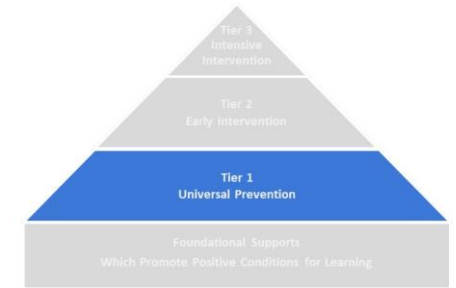 Tier 3
Intensive
Intervention
Tier 2
Early Intervention
Tier 1
Universal Prevention
Foundational Supports
Which Promote Positive Conditions for Learning